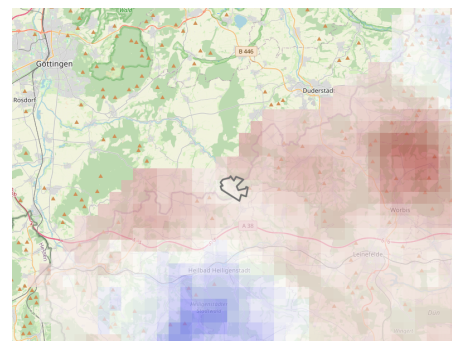 B 446
Göttingen
Duderstadt
Rosdorf
Worbis
A 38
Leinefelde
Heilbad Heiligenstadt